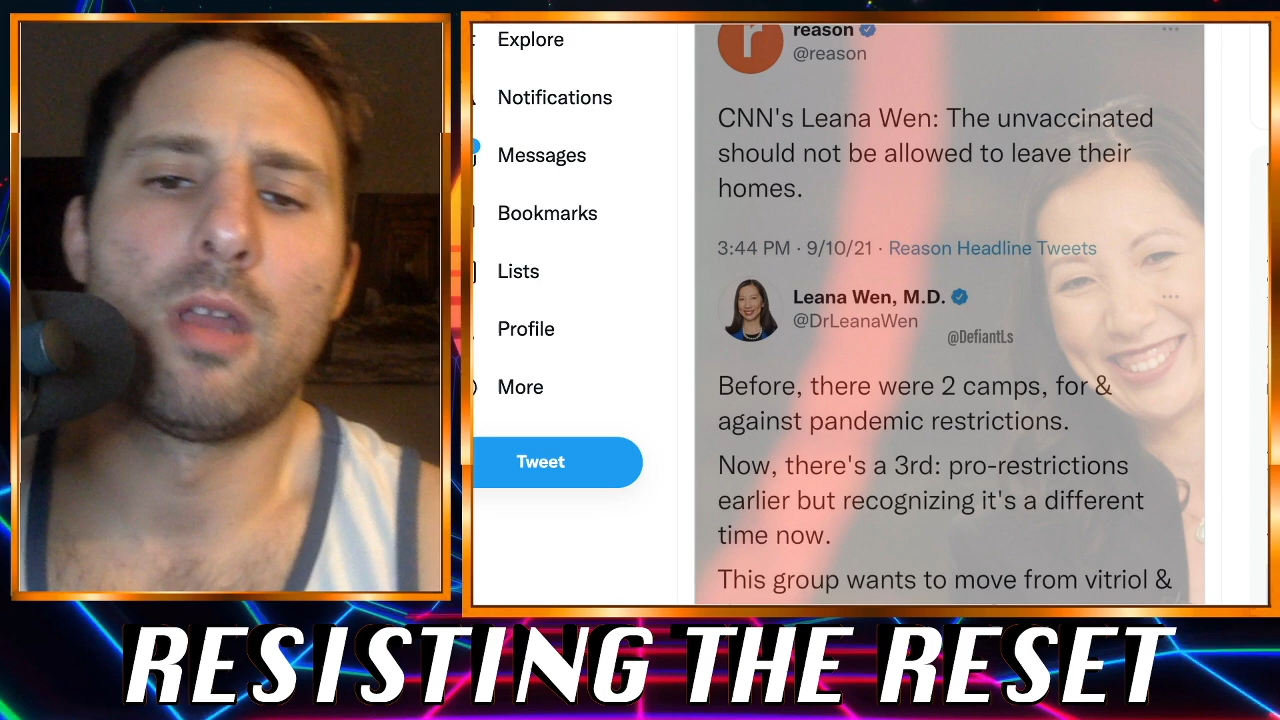 Explore
Notifications
Messages
Bookmarks
Lists
Profile
More
Tweet
r
reason
@reason
CNN's Leana Wen: The unvaccinated
should not be allowed to leave their
homes.
3:44 PM · 9/10/21 · Reason Headline Tweets
Leana Wen, M.D.
@DrLeanaWen
@DefiantLs
Before, there were 2 camps, for &
against pandemic restrictions.
Now, there's a 3rd: pro-restrictions
earlier but recognizing it's a different
time now.
This group wants to move from vitriol &
RESISTING THE RESET